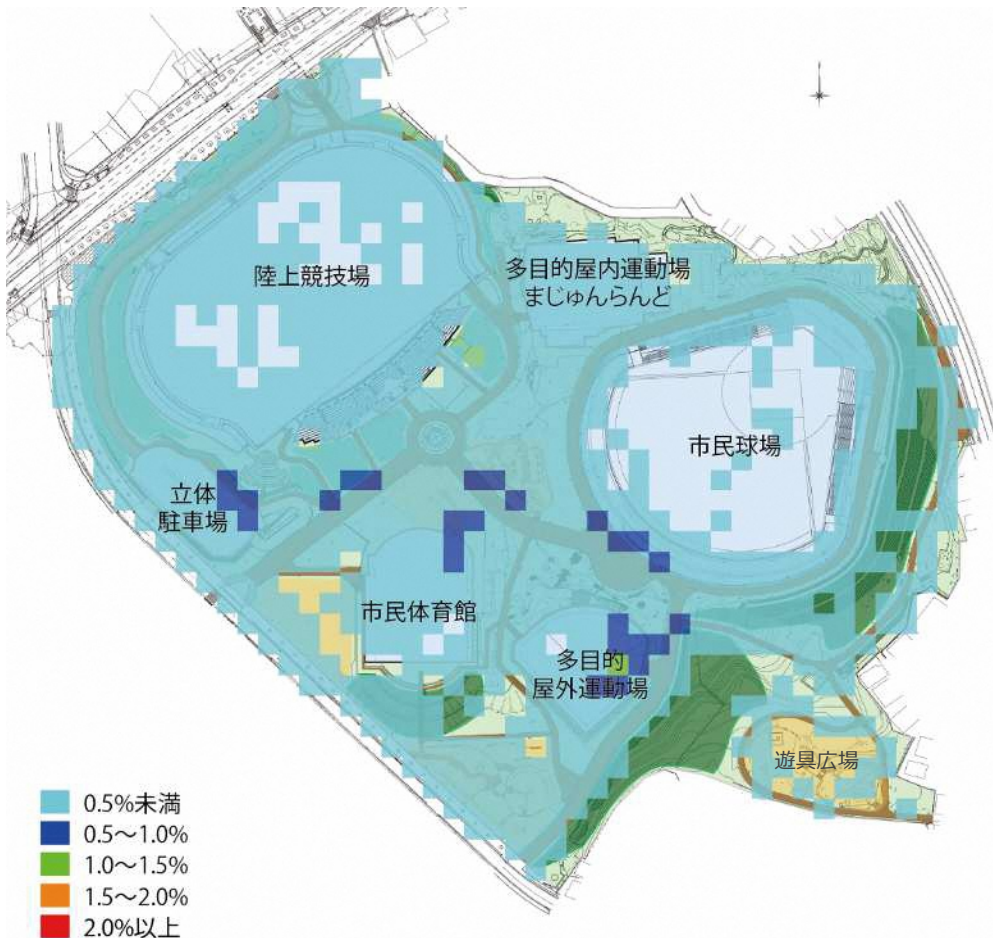 陸上競技場
多目的屋内運動場
まじゅんらんど
市民球場
立体
駐車場
市民体育館
多目的
屋外運動場
遊具広場
0.5%未満
0.5～1.0%
1.0～1.5%
1.5～2.0%
2.0%以上